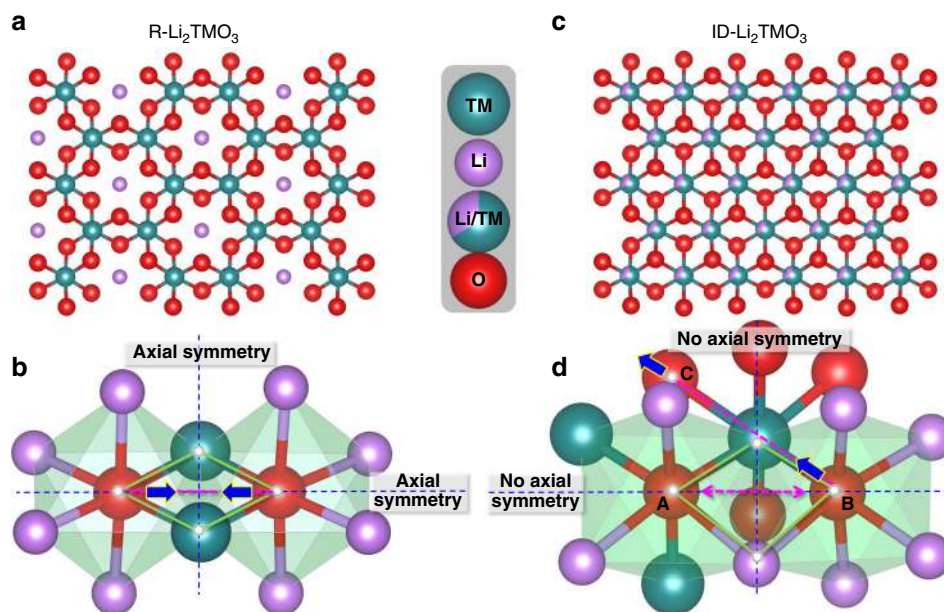 a
R-Li₂TMO₃
TM
Li
Li/TM
O
c
ID-Li₂TMO₃
b
Axial symmetry
Axial
symmetry
d
No axial symmetry
No axial
symmetry
C
A
B